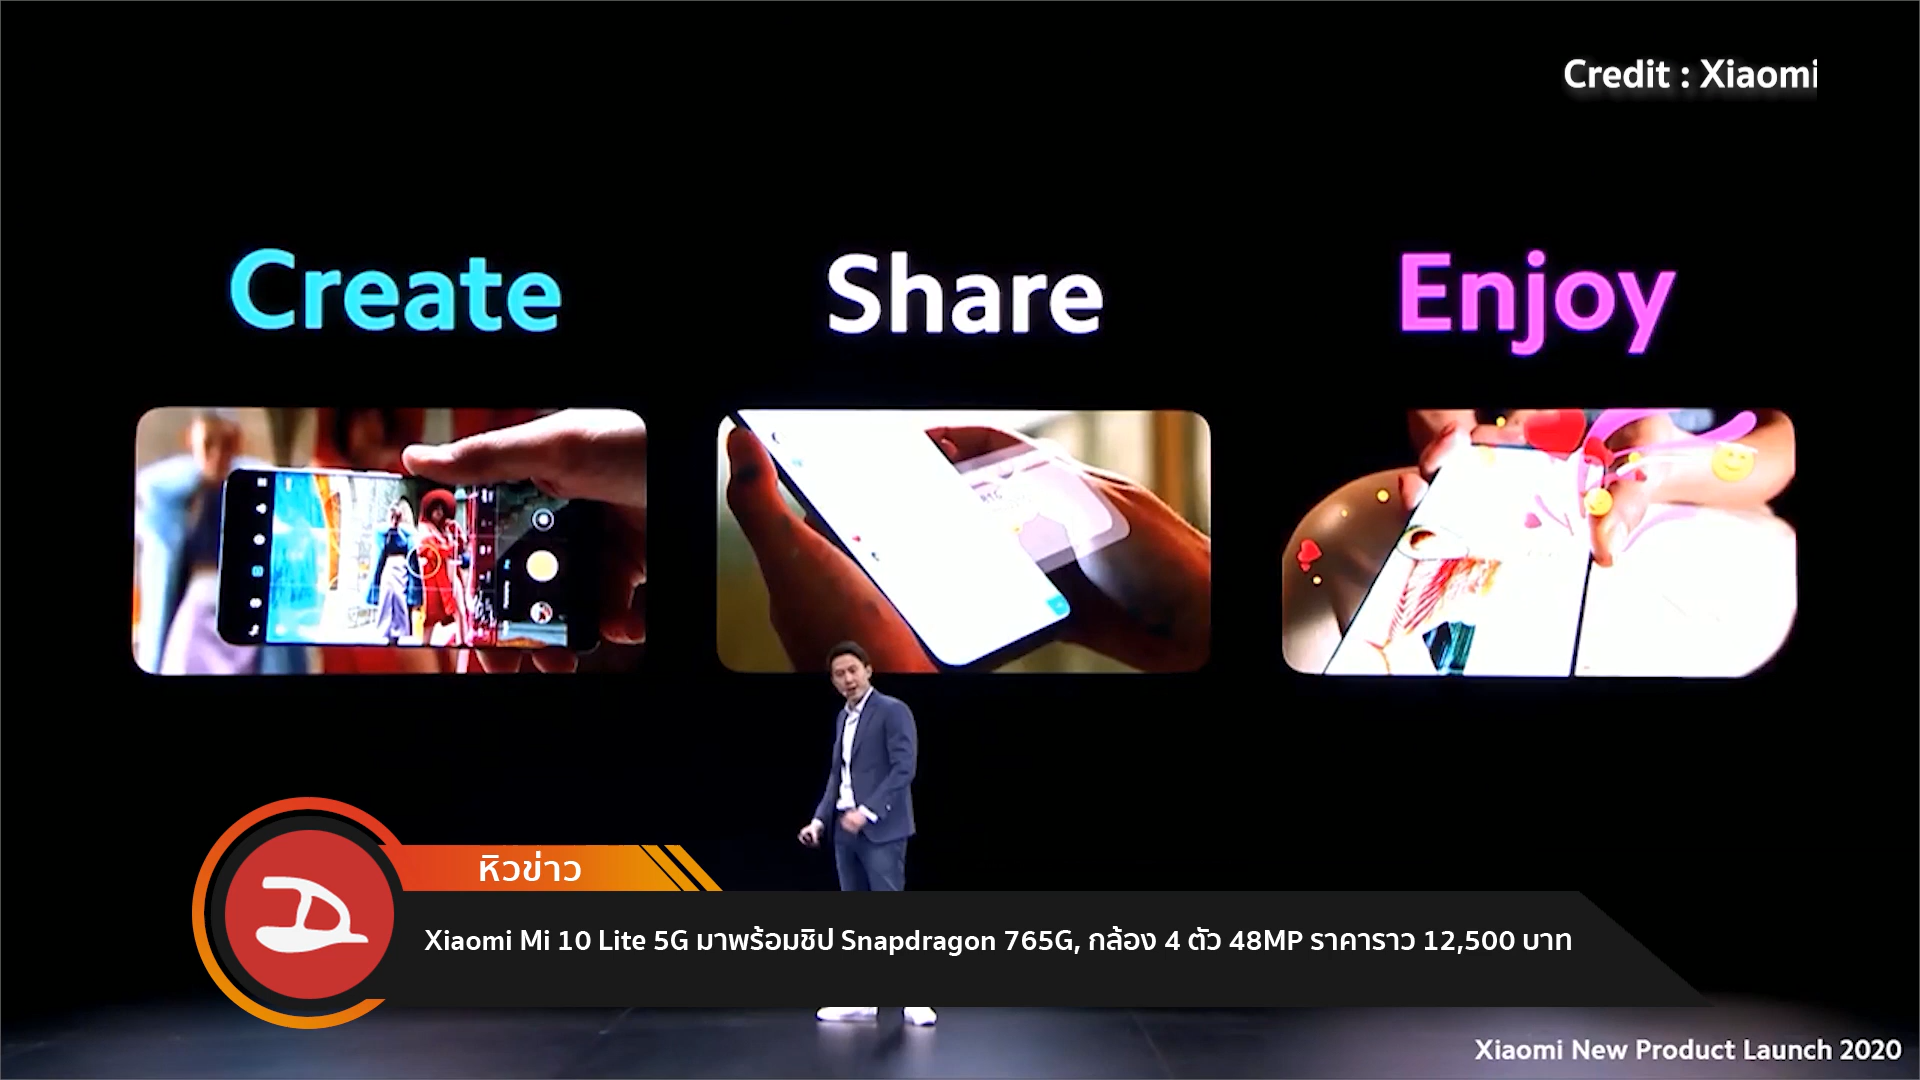 Credit : Xiaomi
Create
Share
Enjoy
หิวข่าว
Xiaomi Mi 10 Lite 5G มาพร้อมชิป Snapdragon 765G, กล้อง 4 ตัว 48MP ราคาราว 12,500 บาท
Xiaomi New Product Launch 2020